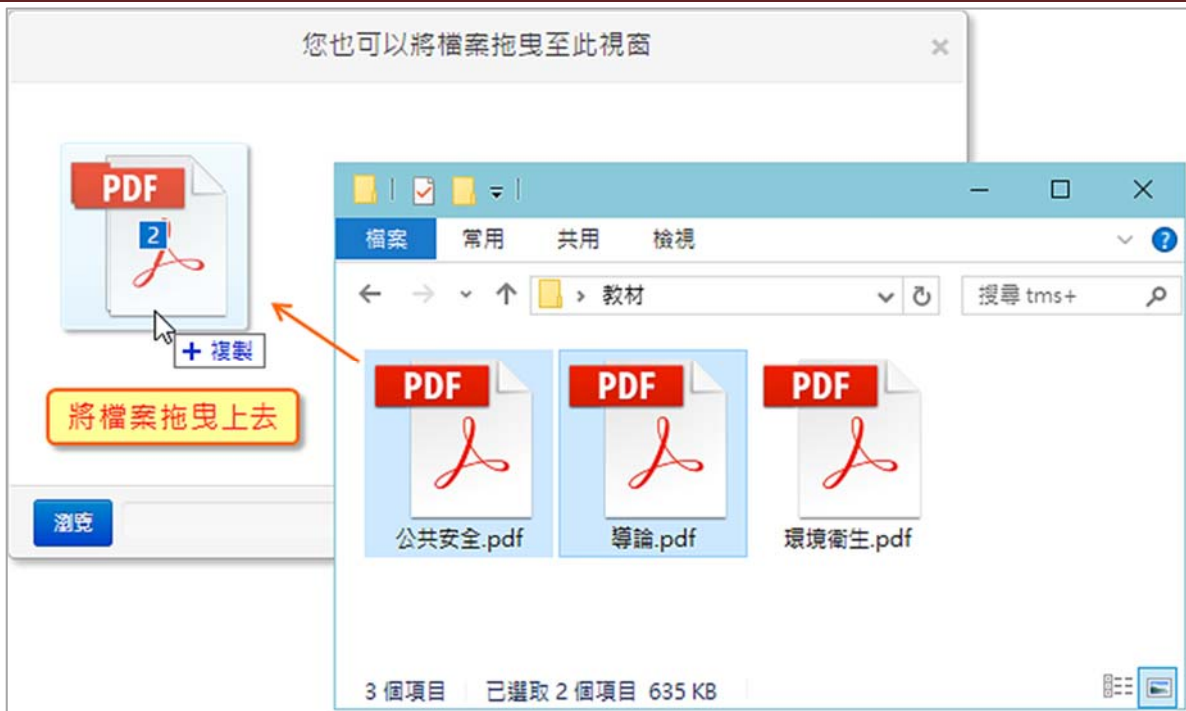 您也可以將檔案拖曳至此視窗
PDF
2
+ 複製
將檔案拖曳上去
瀏覽
檔案 常用 共用 檢視
教材
搜尋 tms+
PDF PDF PDF
公共安全.pdf 導論.pdf 環境衛生.pdf
3 個項目 已選取 2 個項目 635 KB